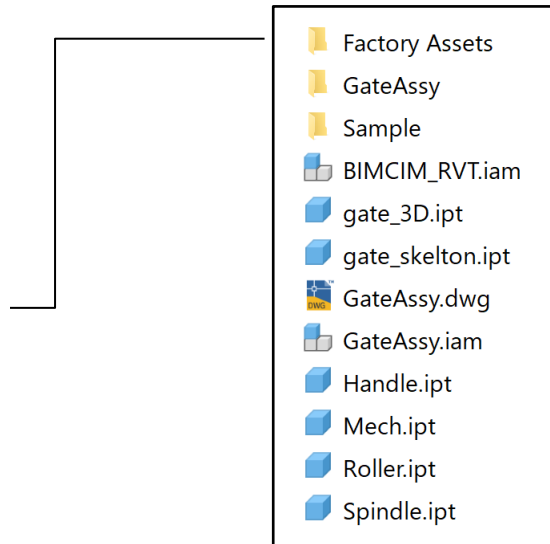 Factory Assets
GateAssy
Sample
BIMCIM_RVT.iam
gate_3D.ipt
gate_skelton.ipt
DWG
GateAssy.dwg
GateAssy.iam
Handle.ipt
Mech.ipt
Roller.ipt
Spindle.ipt